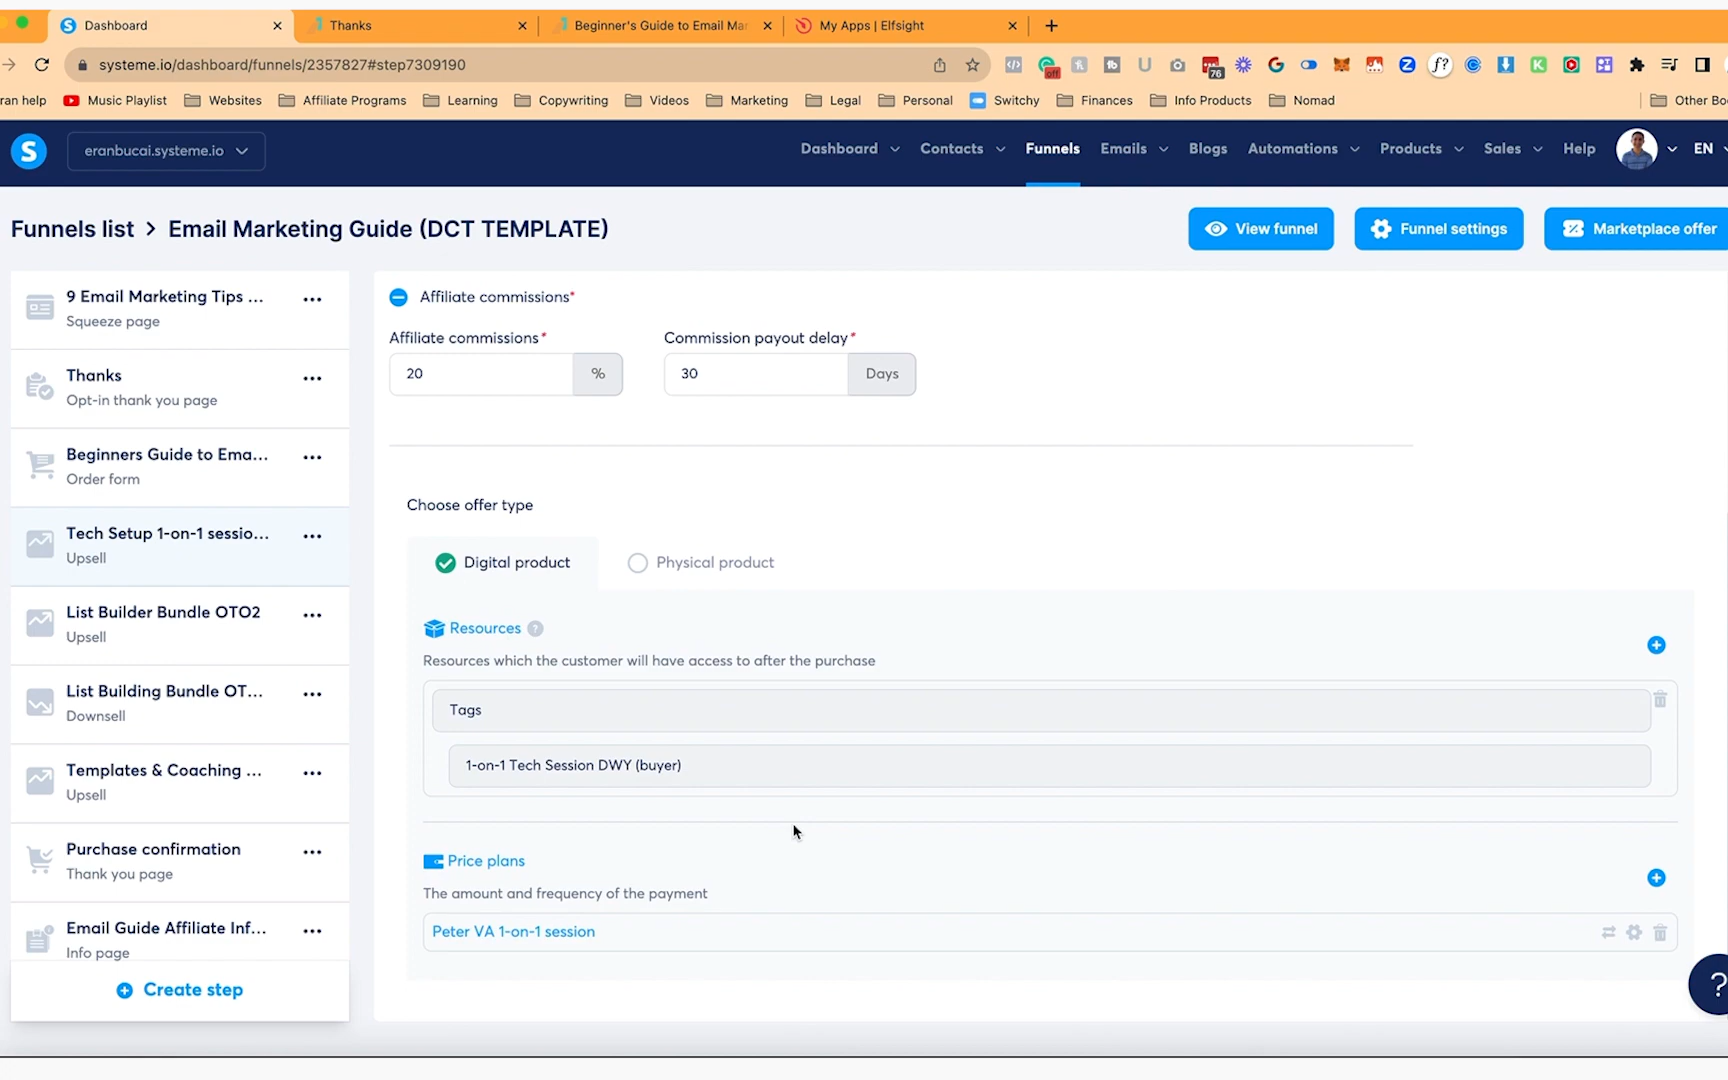 Dashboard
Thanks
Beginner's Guide to Email Mar
My Apps | Elfsight
systeme.io/dashboard/funnels/2357827#step7309190
off
76
ran help
Music Playlist
Websites
Affiliate Programs
Learning
Copywriting
Videos
Marketing
Legal
Personal
Switchy
Finances
Info Products
Nomad
Other Bo
S
eranbucai.systeme.io
Dashboard
Contacts
Funnels
Emails
Blogs
Automations
Products
Sales
Help
EN
Funnels list > Email Marketing Guide (DCT TEMPLATE)
View funnel
Funnel settings
Marketplace offer
9 Email Marketing Tips ...
Squeeze page
Thanks
Opt-in thank you page
Beginners Guide to Ema...
Order form
Tech Setup 1-on-1 sessio...
Upsell
List Builder Bundle OTO2
Upsell
List Building Bundle OT...
Downsell
Templates & Coaching ...
Upsell
Purchase confirmation
Thank you page
Email Guide Affiliate Inf...
Info page
Create step
Affiliate commissions*
Affiliate commissions*
Commission payout delay*
20 %
30 Days
Choose offer type
Digital product
Physical product
Resources ?
Resources which the customer will have access to after the purchase
Tags
1-on-1 Tech Session DWY (buyer)
Price plans
The amount and frequency of the payment
Peter VA 1-on-1 session
?